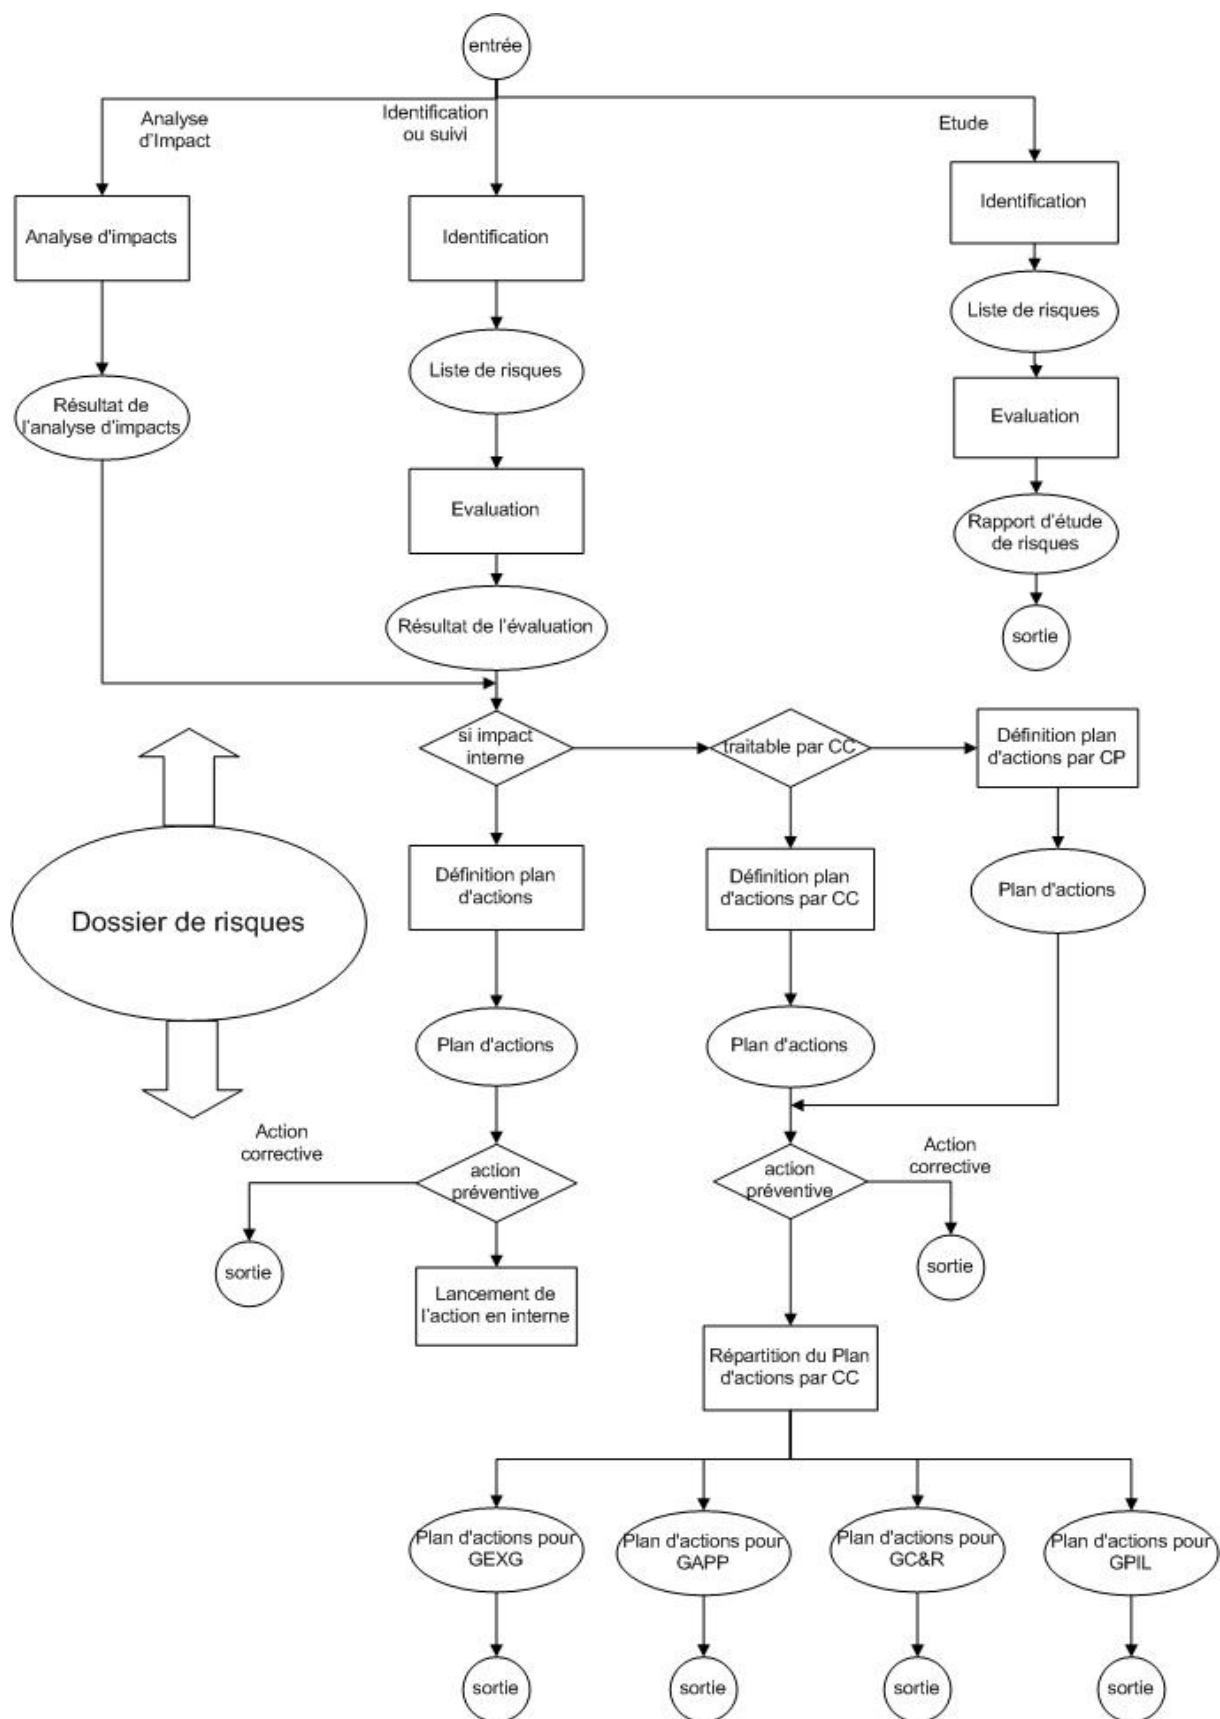 entrée
Analyse
d'Impact
Identification
ou suivi
Etude
Analyse d'impacts
Identification
Identification
Liste de risques
Liste de risques
Résultat de
l'analyse d'impacts
Evaluation
Evaluation
Rapport d'étude
de risques
Résultat de l'évaluation
sortie
si impact
interne
traitable par CC
Définition plan
d'actions par CP
Définition plan
d'actions
Définition plan
d'actions par CC
Plan d'actions
Dossier de risques
Plan d'actions
Plan d'actions
Action
corrective
action
préventive
action
préventive
Action
corrective
sortie
Lancement de
l'action en interne
sortie
Répartition du Plan
d'actions par CC
Plan d'actions pour
GEXG
Plan d'actions pour
GAPP
Plan d'actions pour
GC&R
Plan d'actions pour
GPIL
sortie
sortie
sortie
sortie